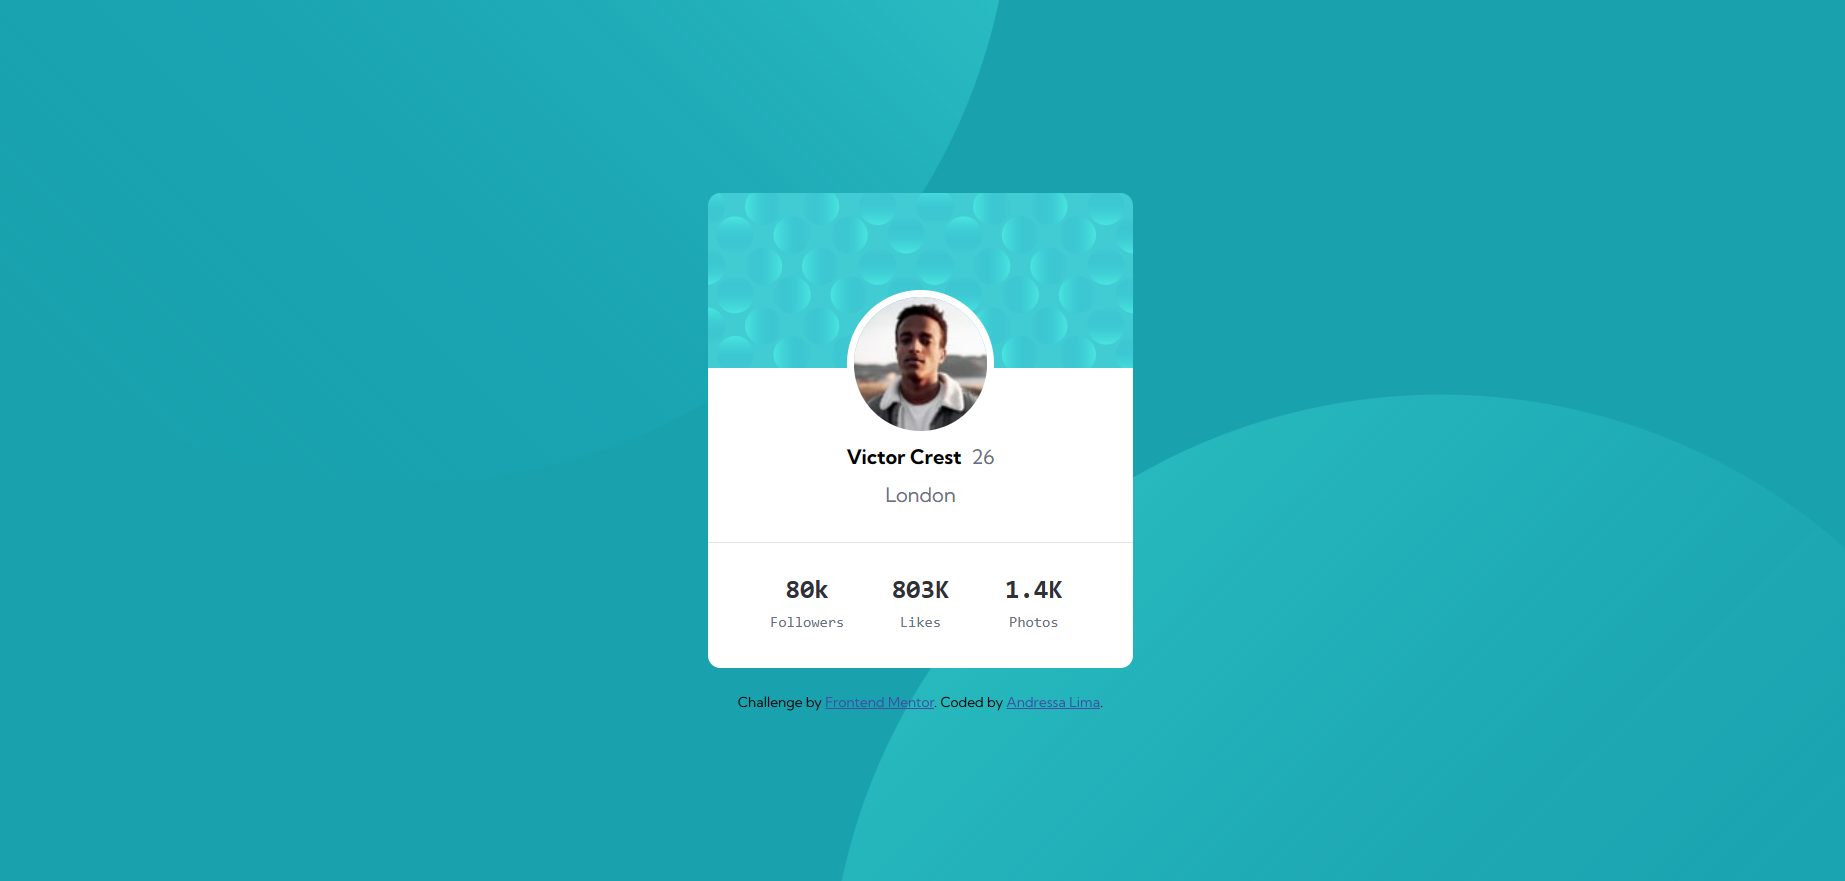 Victor Crest 26
London
80k 803K 1.4K
Followers Likes Photos
Challenge by Frontend Mentor. Coded by Andressa Lima.